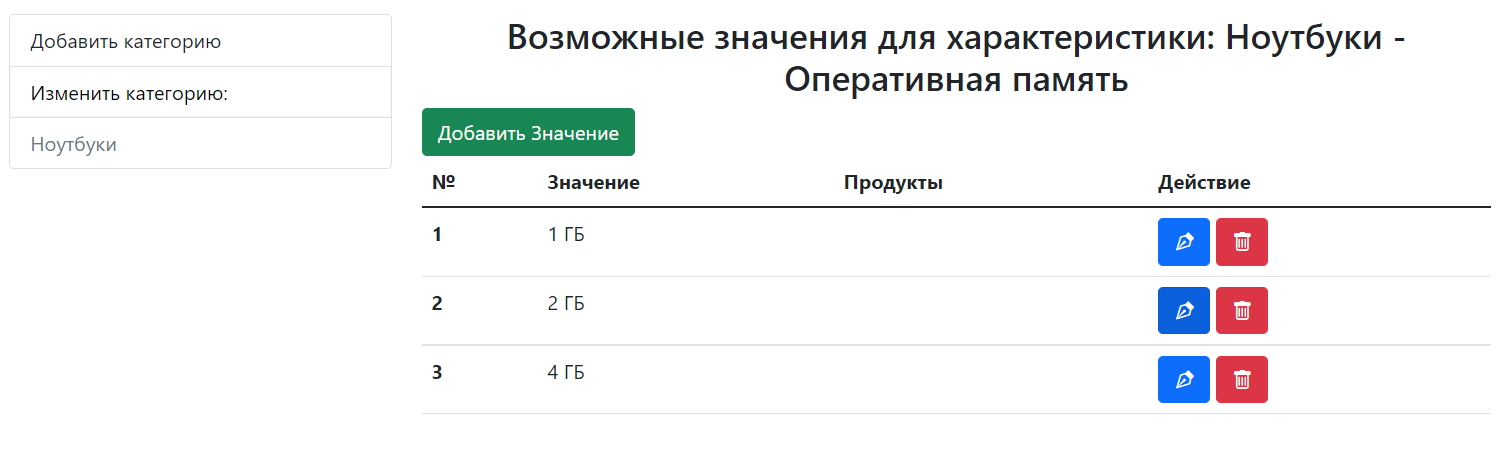 Добавить категорию
Изменить категорию:
Ноутбуки
Возможные значения для характеристики: Ноутбуки -
Оперативная память
Добавить Значение
№ Значение Продукты Действие
1 1 ГБ
2 2 ГБ
3 4 ГБ